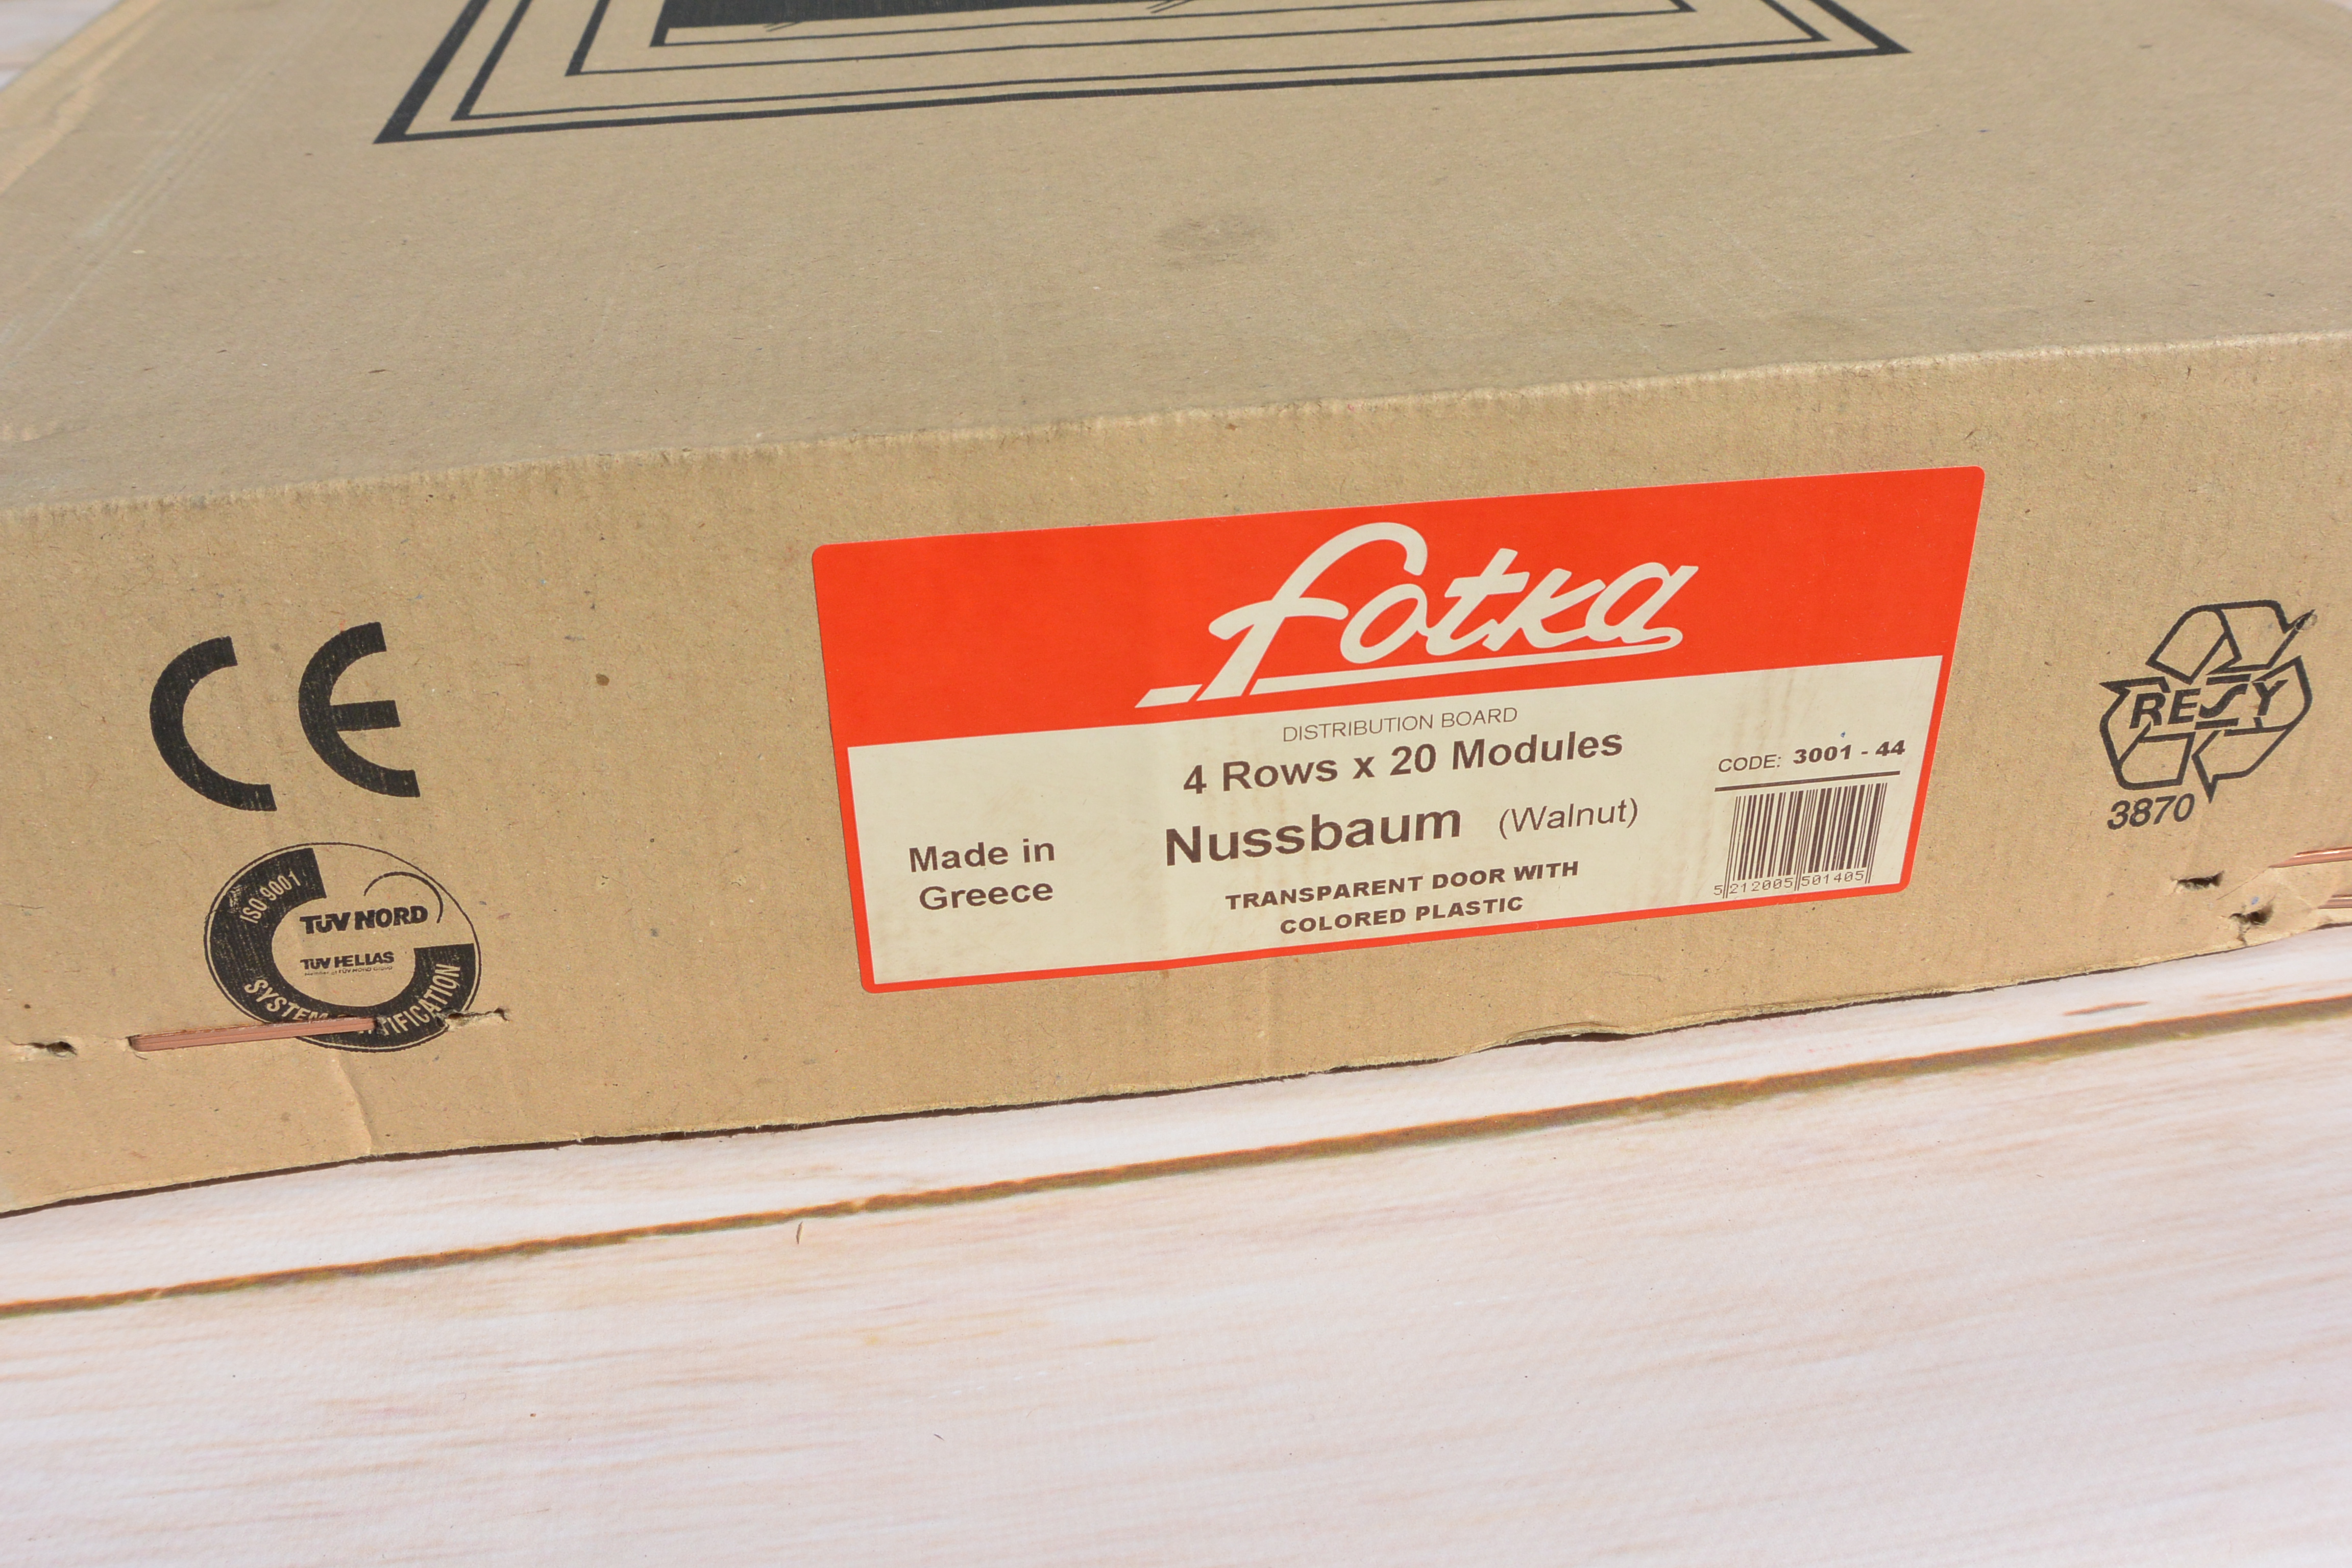 fotka
DISTRIBUTION BOARD
4 Rows x 20 Modules
Nussbaum (Walnut)
TRANSPARENT DOOR WITH
COLORED PLASTIC
Made in
Greece
CODE: 3001 - 44
5 212005 501405
CE
ISO 9001
TÜV NORD
TÜV HELLAS
SYSTEM
RESY
3870